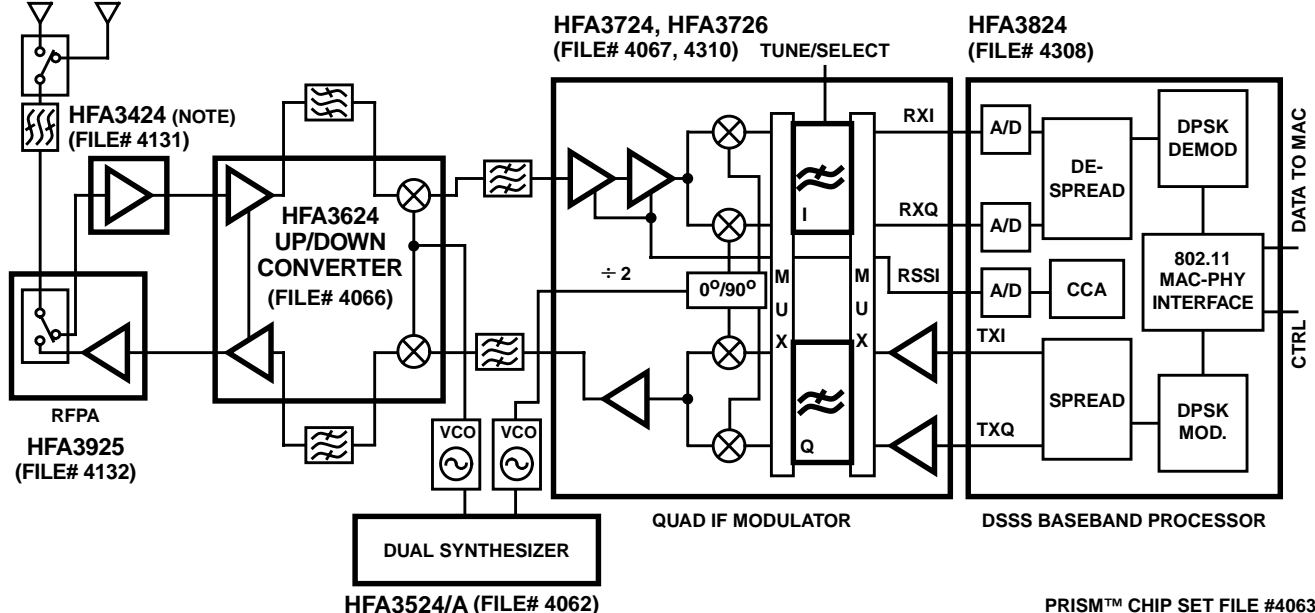 HFA3724, HFA3726
(FILE# 4067, 4310)
TUNE/SELECT
HFA3824
(FILE# 4308)
HFA3424 (NOTE)
(FILE# 4131)
HFA3624
UP/DOWN
CONVERTER
(FILE# 4066)
RFPA
HFA3925
(FILE# 4132)
VCO
VCO
DUAL SYNTHESIZER
HFA3524/A (FILE# 4062)
÷ 2
0O/90O
I
Q
M
U
X
M
U
X
RXI
RXQ
RSSI
TXI
TXQ
QUAD IF MODULATOR
A/D
A/D
A/D
DE-
SPREAD
CCA
SPREAD
DPSK
DEMOD
802.11
MAC-PHY
INTERFACE
DPSK
MOD.
DATA TO MAC
CTRL
DSSS BASEBAND PROCESSOR
PRISM™ CHIP SET FILE #4063